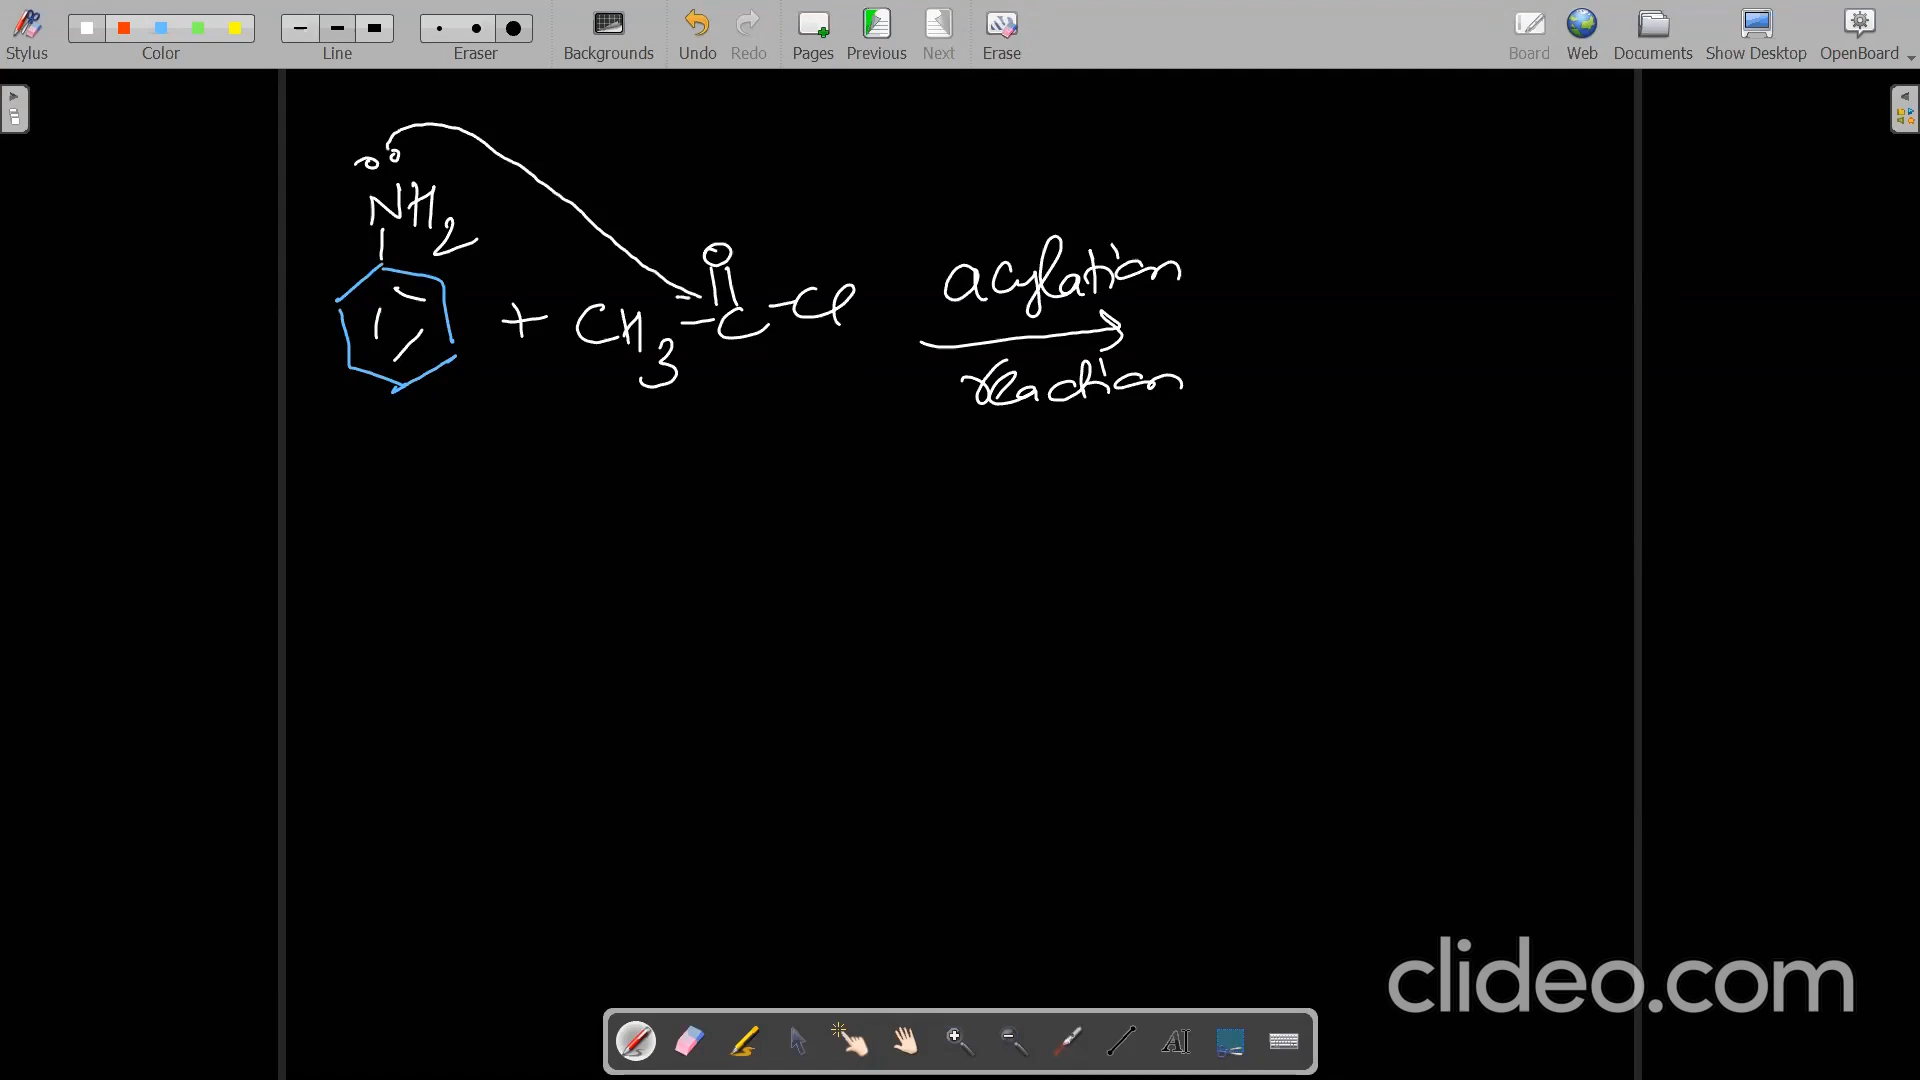 Stylus Color Line Eraser Backgrounds Undo Redo Pages Previous Next Erase Board Web Documents Show Desktop OpenBoard
NH2
O
acylation
+ CH3-C-Cl
reaction
clideo.com
AI